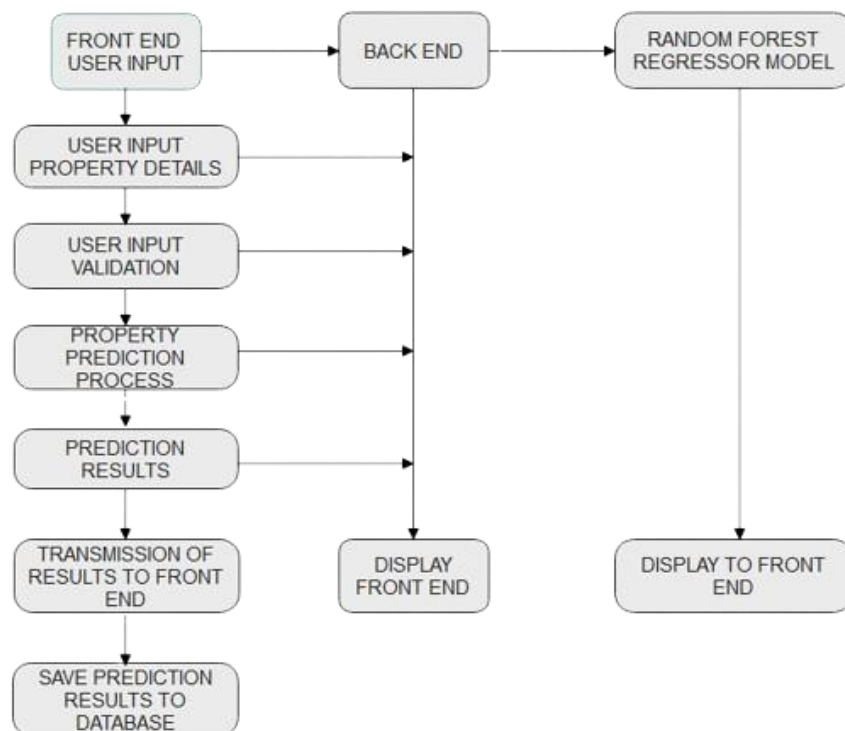 FRONT END
USER INPUT
BACK END
RANDOM FOREST
REGRESSOR MODEL
USER INPUT
PROPERTY DETAILS
USER INPUT
VALIDATION
PROPERTY
PREDICTION
PROCESS
PREDICTION
RESULTS
TRANSMISSION OF
RESULTS TO FRONT
END
DISPLAY
FRONT END
DISPLAY TO FRONT
END
SAVE PREDICTION
RESULTS TO
DATABASE